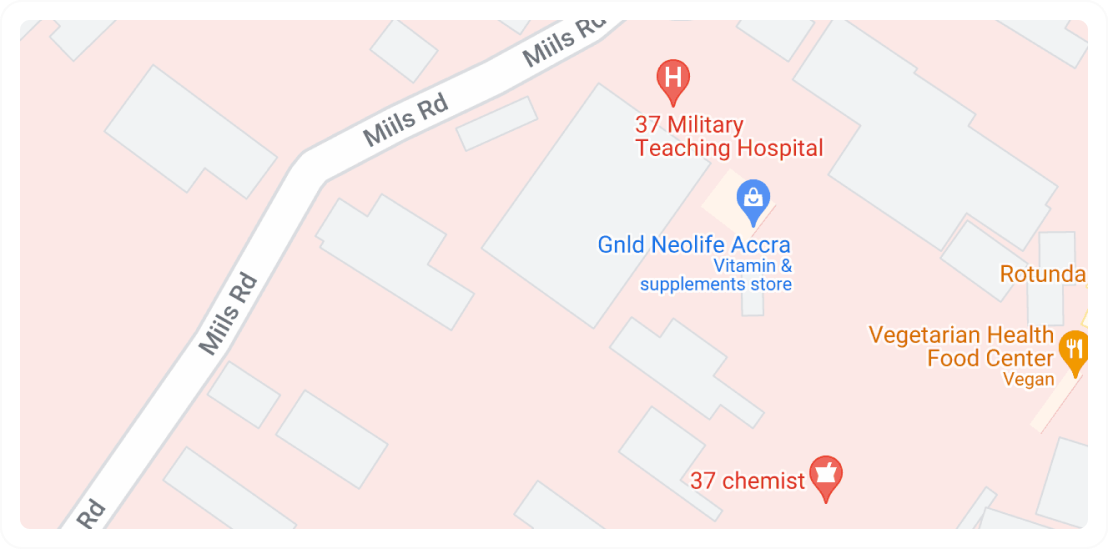 Miils Rd
Miils Rd
37 Military
Teaching Hospital
Gnld Neolife Accra
Vitamin &
supplements store
Rotunda
Miils Rd
Vegetarian Health
Food Center
Vegan
37 chemist
Rd